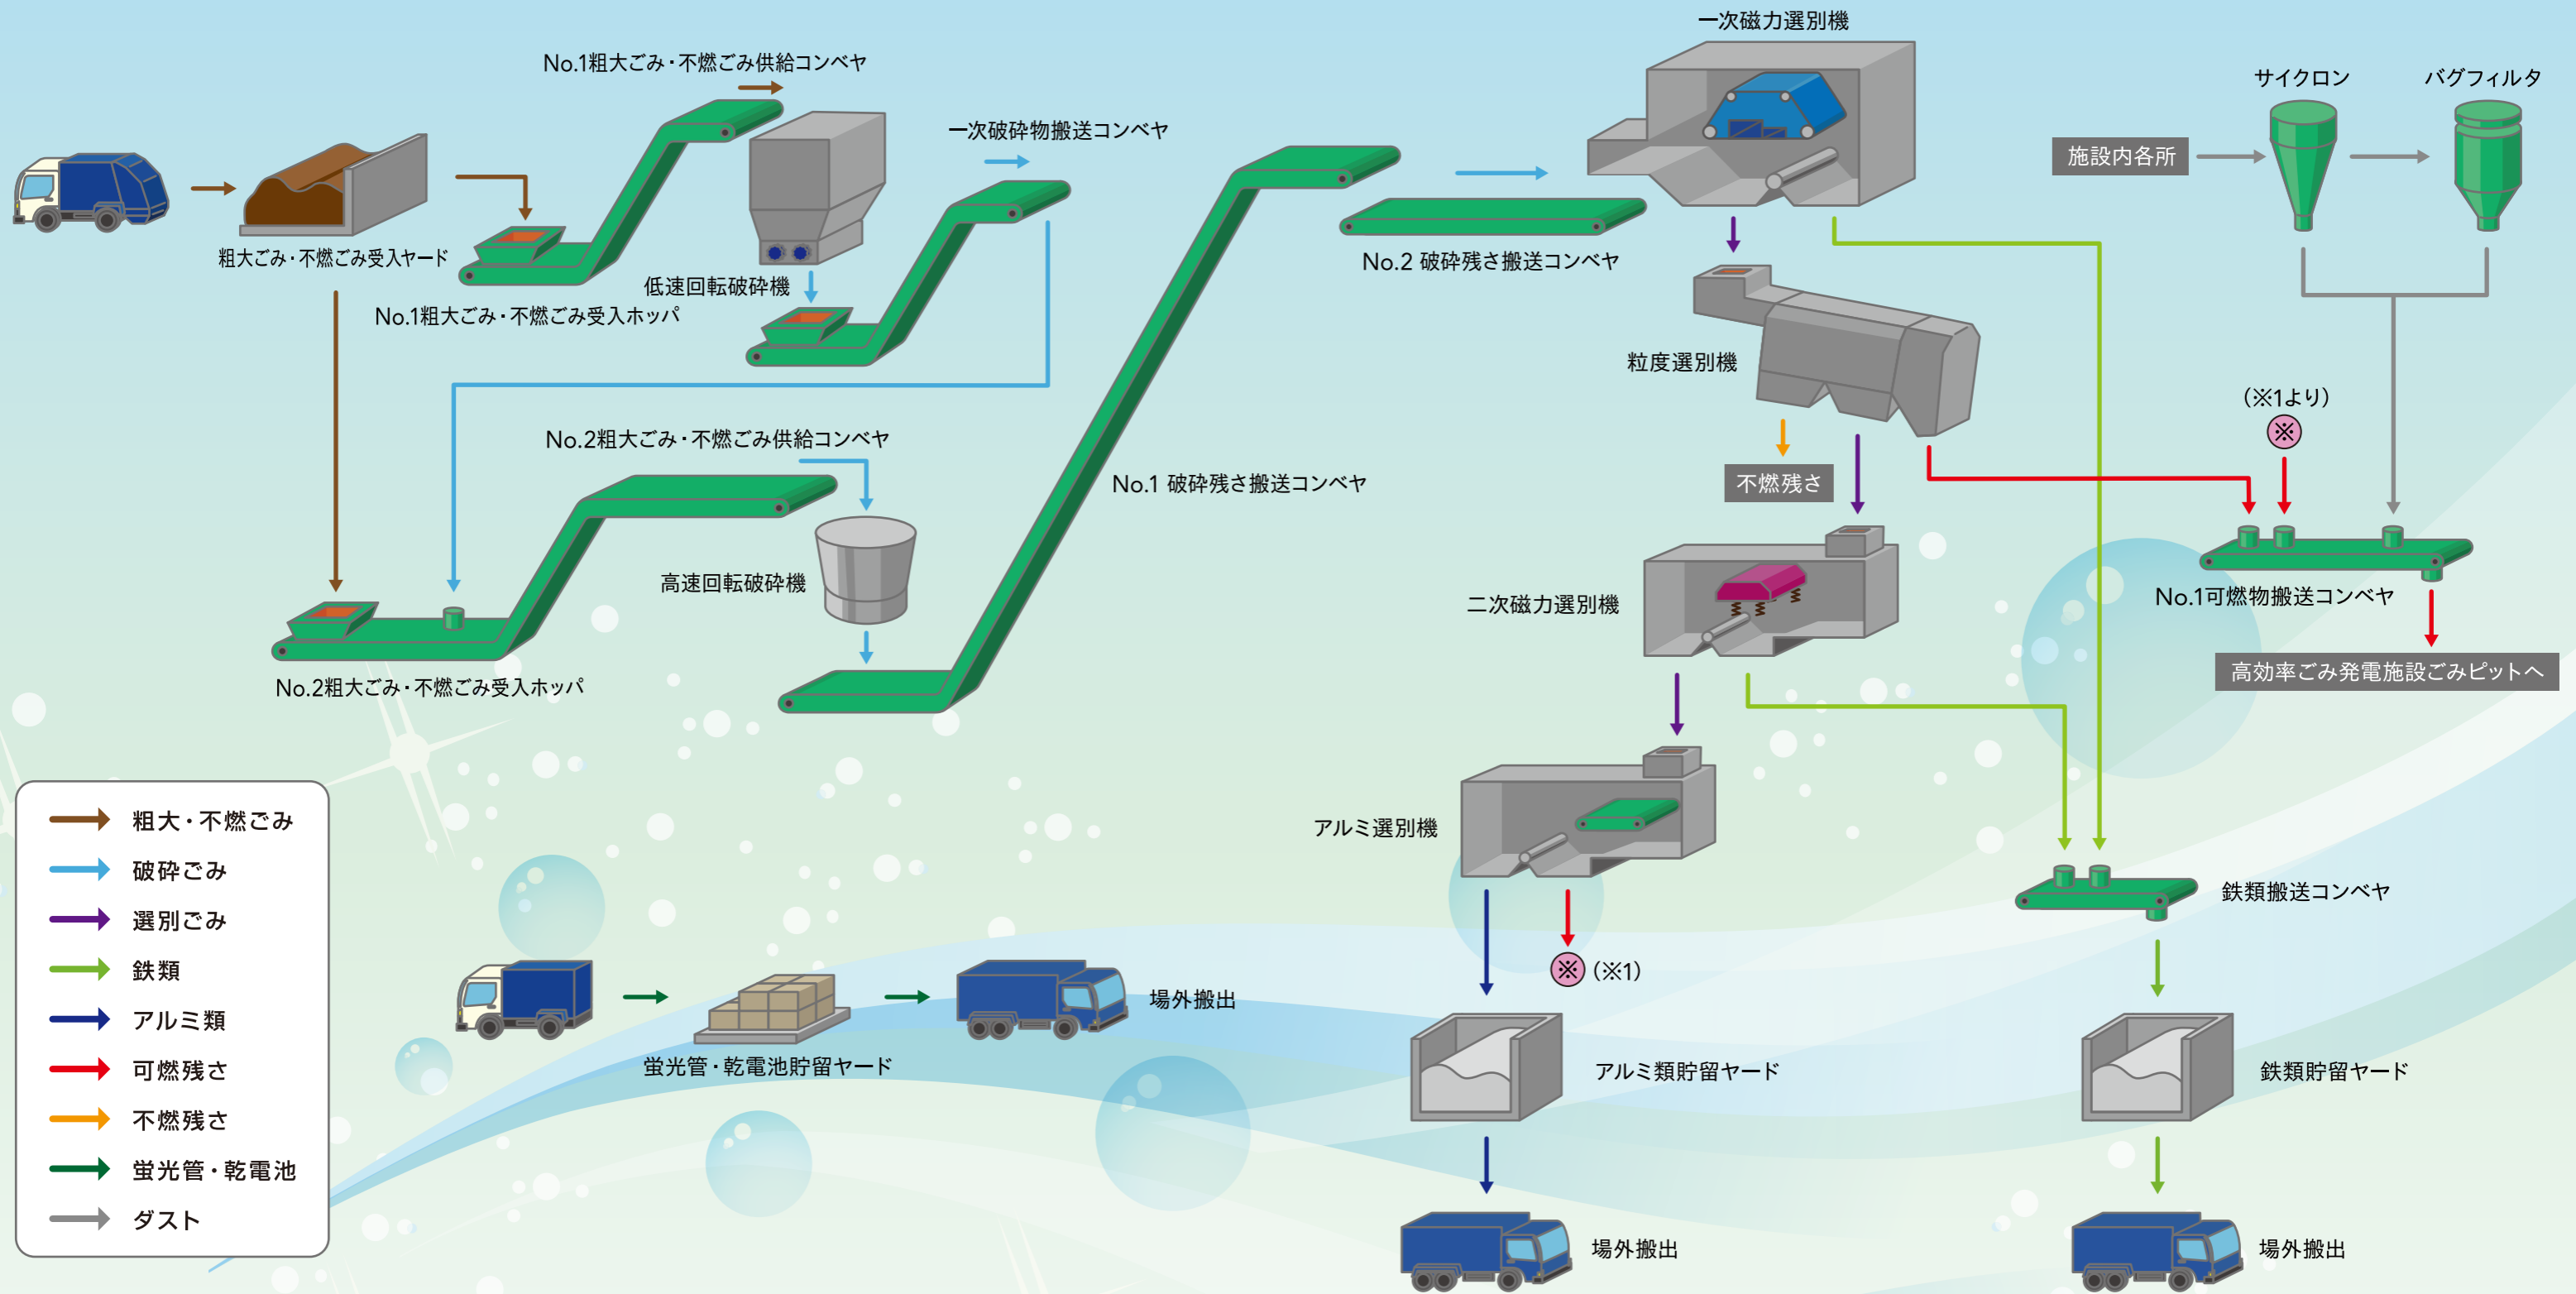 一次磁力選別機
No.1粗大ごみ・不燃ごみ供給コンベヤ
サイクロン
バグフィルタ
一次破砕物搬送コンベヤ
施設内各所
粗大ごみ・不燃ごみ受入ヤード
No.2 破砕残さ搬送コンベヤ
低速回転破砕機
No.1粗大ごみ・不燃ごみ受入ホッパ
粒度選別機
(※1より)
※
No.2粗大ごみ・不燃ごみ供給コンベヤ
No.1 破砕残さ搬送コンベヤ
不燃残さ
高速回転破砕機
二次磁力選別機
No.1可燃物搬送コンベヤ
高効率ごみ発電施設ごみピットへ
No.2粗大ごみ・不燃ごみ受入ホッパ
アルミ選別機
鉄類搬送コンベヤ
※ (※1)
場外搬出
蛍光管・乾電池貯留ヤード
アルミ類貯留ヤード
鉄類貯留ヤード
場外搬出
場外搬出
粗大・不燃ごみ
破砕ごみ
選別ごみ
鉄類
アルミ類
可燃残さ
不燃残さ
蛍光管・乾電池
ダスト